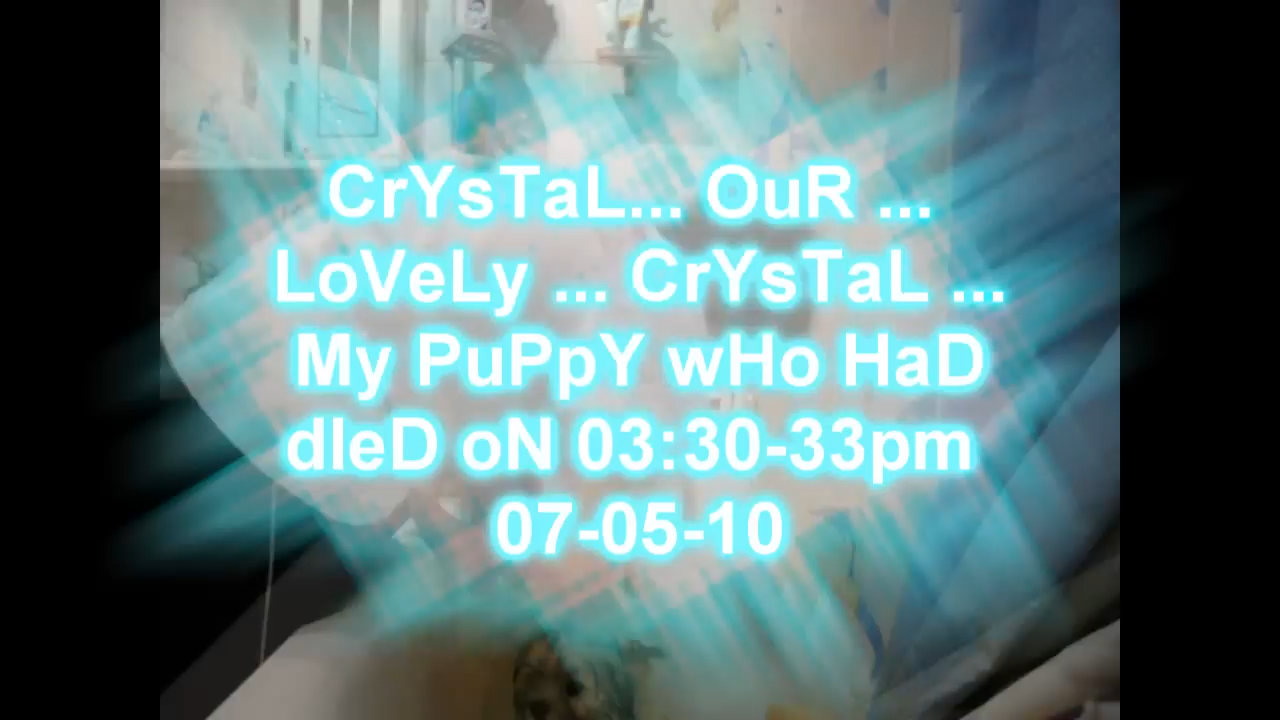 CrYsTaL... OuR ...
LoVeLy ... CrYsTaL ...
My PuPpY wHo HaD
dIeD oN 03:30-33pm
07-05-10